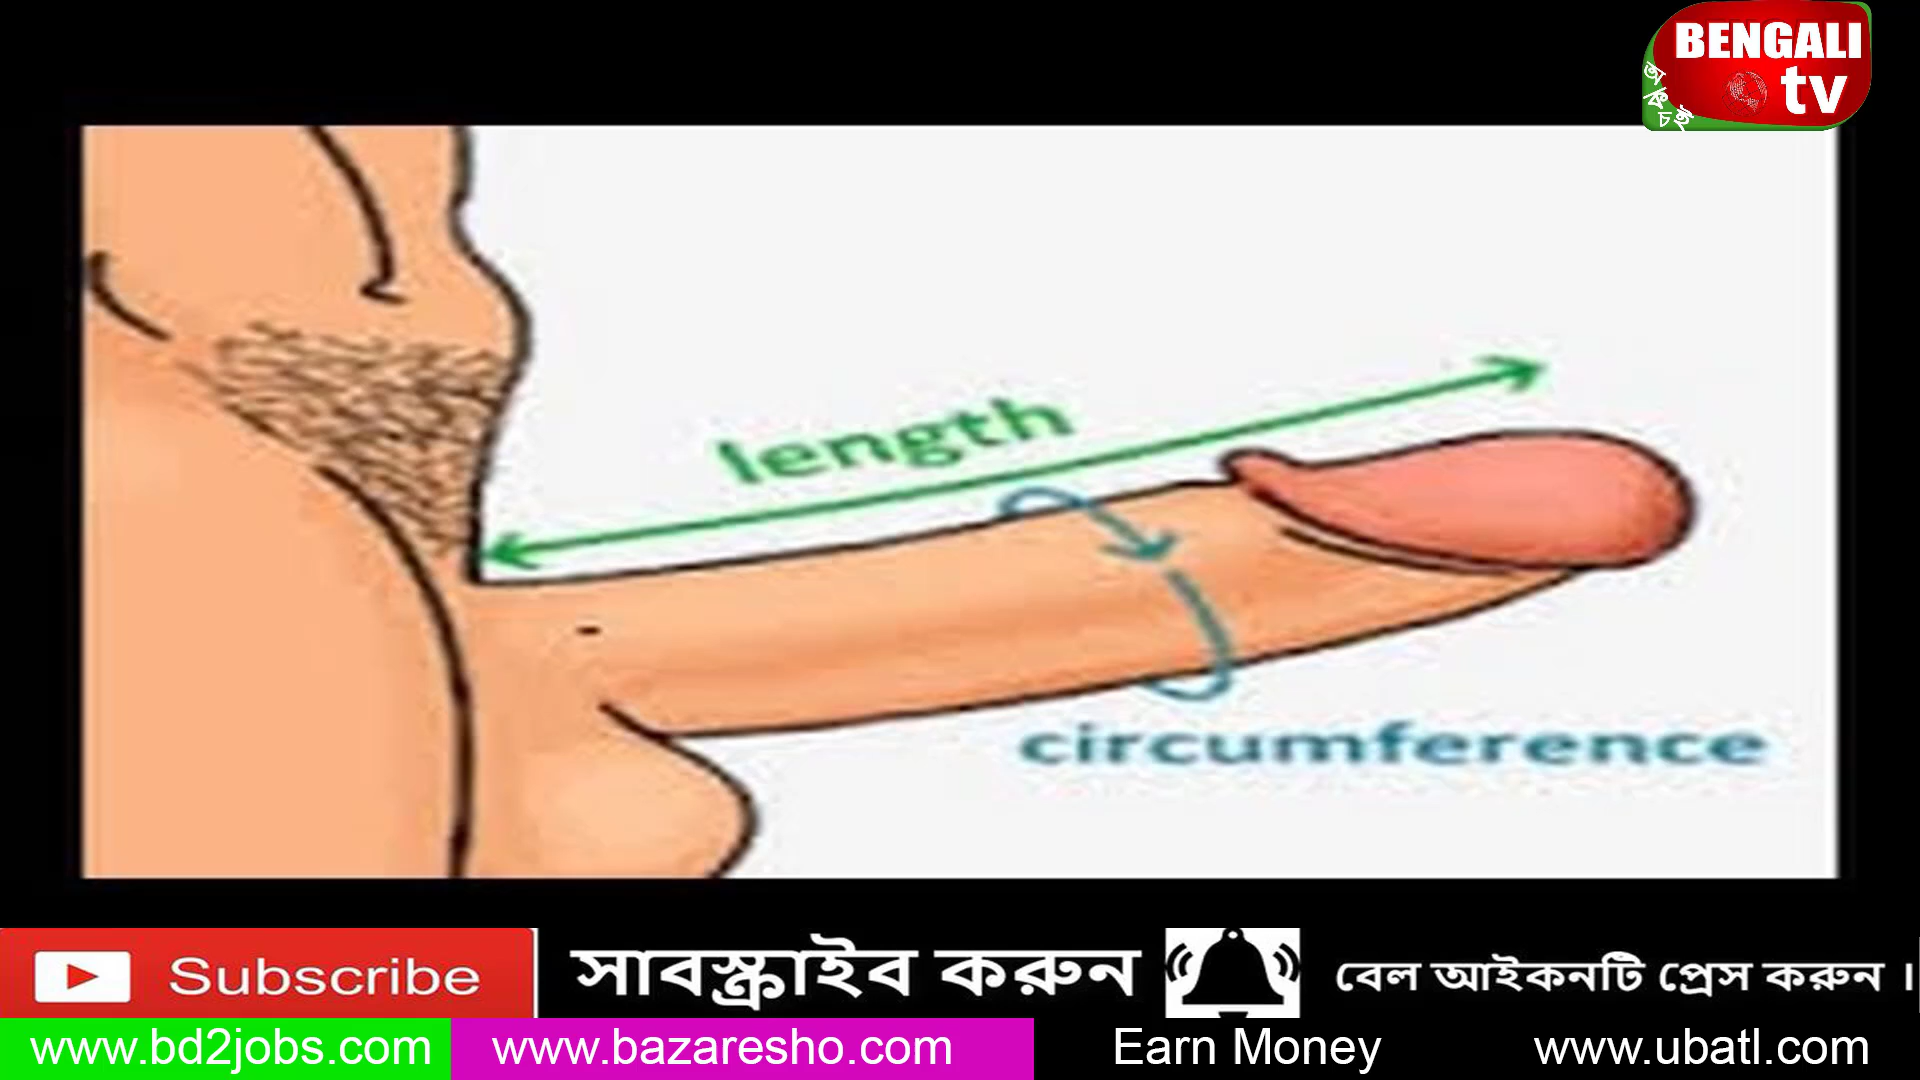 BENGALI
tv
length
circumference
Subscribe
সাবস্ক্রাইব করুন
বেল আইকনটি প্রেস করুন ।
www.bd2jobs.com
www.bazaresho.com
Earn Money
www.ubatl.com